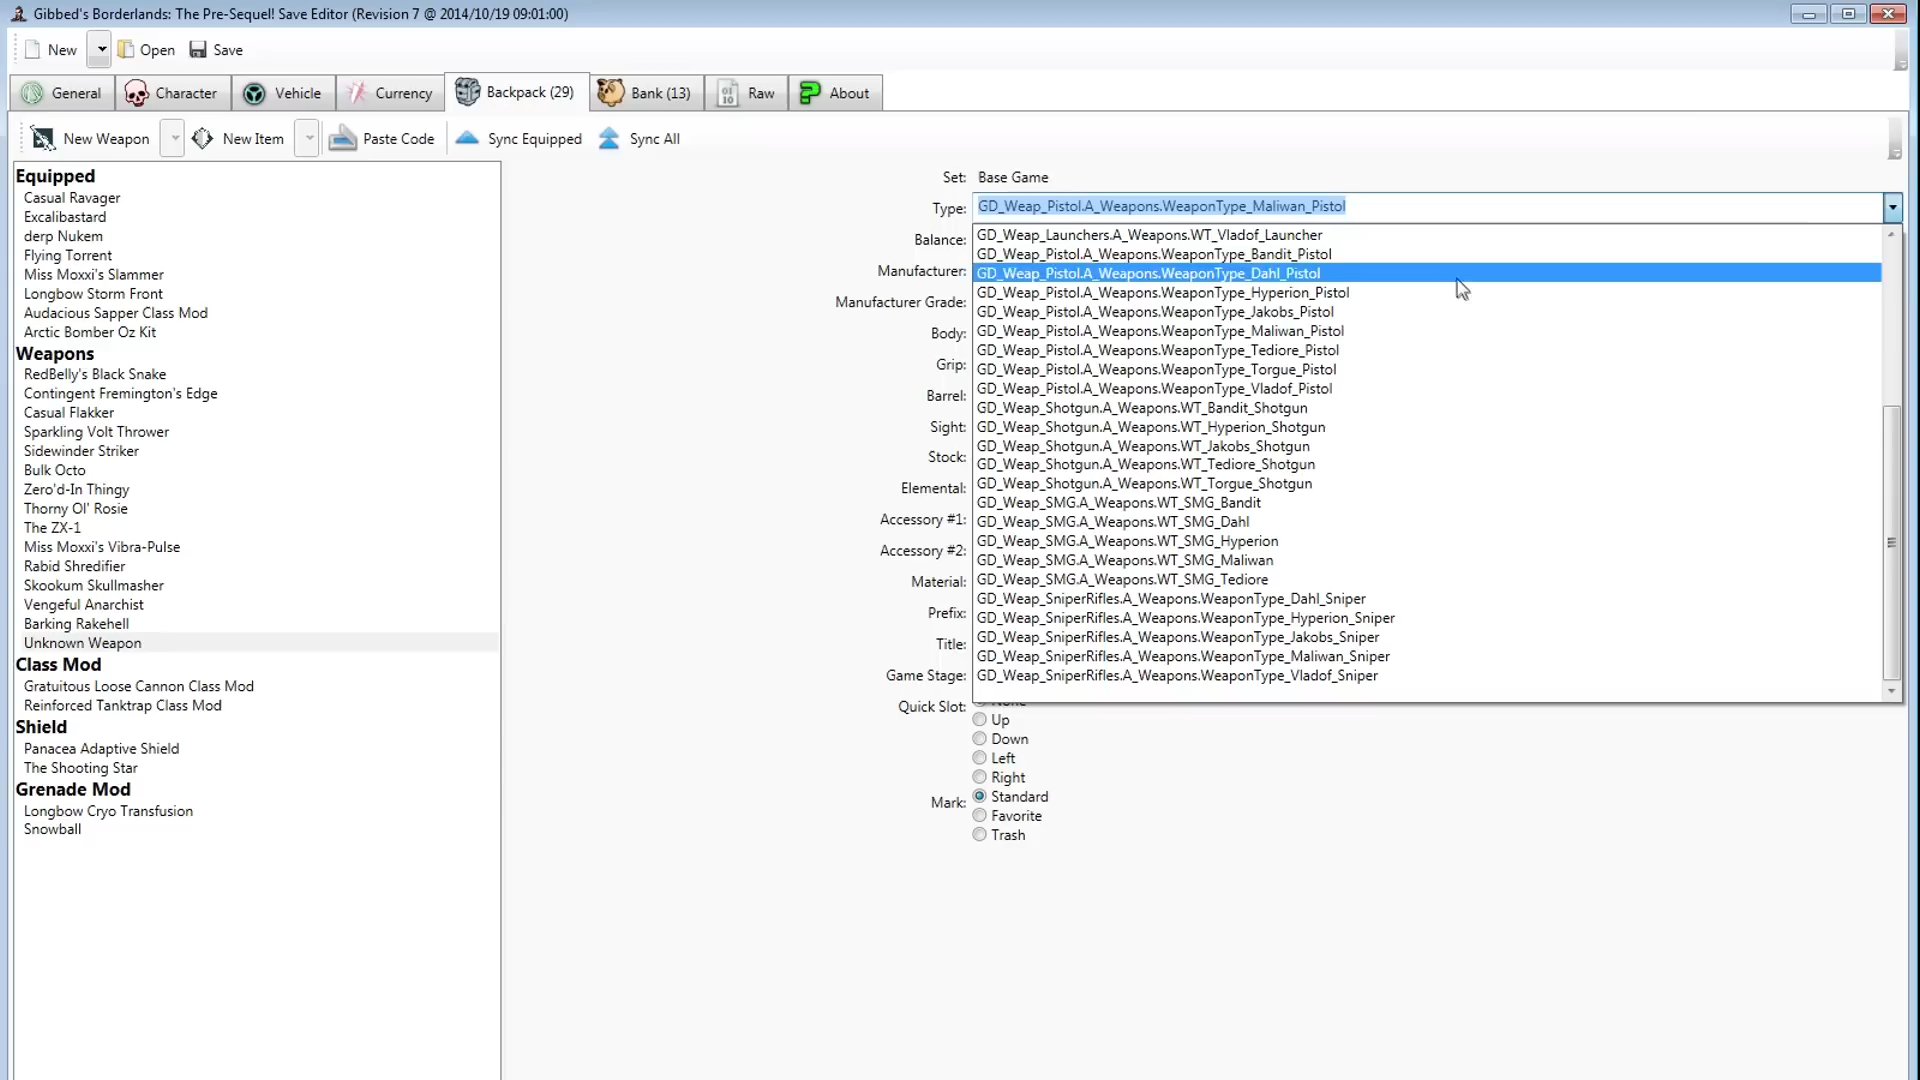 Gibbed's Borderlands: The Pre-Sequel! Save Editor (Revision 7 @ 2014/10/19 09:01:00)
New Open Save
General Character Vehicle Currency Backpack (29) Bank (13) Raw About
New Weapon New Item Paste Code Sync Equipped Sync All
Equipped
Casual Ravager
Excalibastard
derp Nukem
Flying Torrent
Miss Moxxi's Slammer
Longbow Storm Front
Audacious Sapper Class Mod
Arctic Bomber Oz Kit
Weapons
RedBelly's Black Snake
Contingent Fremington's Edge
Casual Flakker
Sparkling Volt Thrower
Sidewinder Striker
Bulk Octo
Zero'd-In Thingy
Thorny Ol' Rosie
The ZX-1
Miss Moxxi's Vibra-Pulse
Rabid Shredifier
Skookum Skullmasher
Vengeful Anarchist
Barking Rakehell
Unknown Weapon
Class Mod
Gratuitous Loose Cannon Class Mod
Reinforced Tanktrap Class Mod
Shield
Panacea Adaptive Shield
The Shooting Star
Grenade Mod
Longbow Cryo Transfusion
Snowball
Set: Base Game
Type: GD_Weap_Pistol.A_Weapons.WeaponType_Maliwan_Pistol
Balance:
Manufacturer:
Manufacturer Grade:
Body:
Grip:
Barrel:
Sight:
Stock:
Elemental:
Accessory #1:
Accessory #2:
Material:
Prefix:
Title:
Game Stage:
GD_Weap_Launchers.A_Weapons.WT_Vladof_Launcher
GD_Weap_Pistol.A_Weapons.WeaponType_Bandit_Pistol
GD_Weap_Pistol.A_Weapons.WeaponType_Dahl_Pistol
GD_Weap_Pistol.A_Weapons.WeaponType_Hyperion_Pistol
GD_Weap_Pistol.A_Weapons.WeaponType_Jakobs_Pistol
GD_Weap_Pistol.A_Weapons.WeaponType_Maliwan_Pistol
GD_Weap_Pistol.A_Weapons.WeaponType_Tediore_Pistol
GD_Weap_Pistol.A_Weapons.WeaponType_Torgue_Pistol
GD_Weap_Pistol.A_Weapons.WeaponType_Vladof_Pistol
GD_Weap_Shotgun.A_Weapons.WT_Bandit_Shotgun
GD_Weap_Shotgun.A_Weapons.WT_Hyperion_Shotgun
GD_Weap_Shotgun.A_Weapons.WT_Jakobs_Shotgun
GD_Weap_Shotgun.A_Weapons.WT_Tediore_Shotgun
GD_Weap_Shotgun.A_Weapons.WT_Torgue_Shotgun
GD_Weap_SMG.A_Weapons.WT_SMG_Bandit
GD_Weap_SMG.A_Weapons.WT_SMG_Dahl
GD_Weap_SMG.A_Weapons.WT_SMG_Hyperion
GD_Weap_SMG.A_Weapons.WT_SMG_Maliwan
GD_Weap_SMG.A_Weapons.WT_SMG_Tediore
GD_Weap_SniperRifles.A_Weapons.WeaponType_Dahl_Sniper
GD_Weap_SniperRifles.A_Weapons.WeaponType_Hyperion_Sniper
GD_Weap_SniperRifles.A_Weapons.WeaponType_Jakobs_Sniper
GD_Weap_SniperRifles.A_Weapons.WeaponType_Maliwan_Sniper
GD_Weap_SniperRifles.A_Weapons.WeaponType_Vladof_Sniper
Quick Slot: None
Up
Down
Left
Right
Mark: Standard
Favorite
Trash